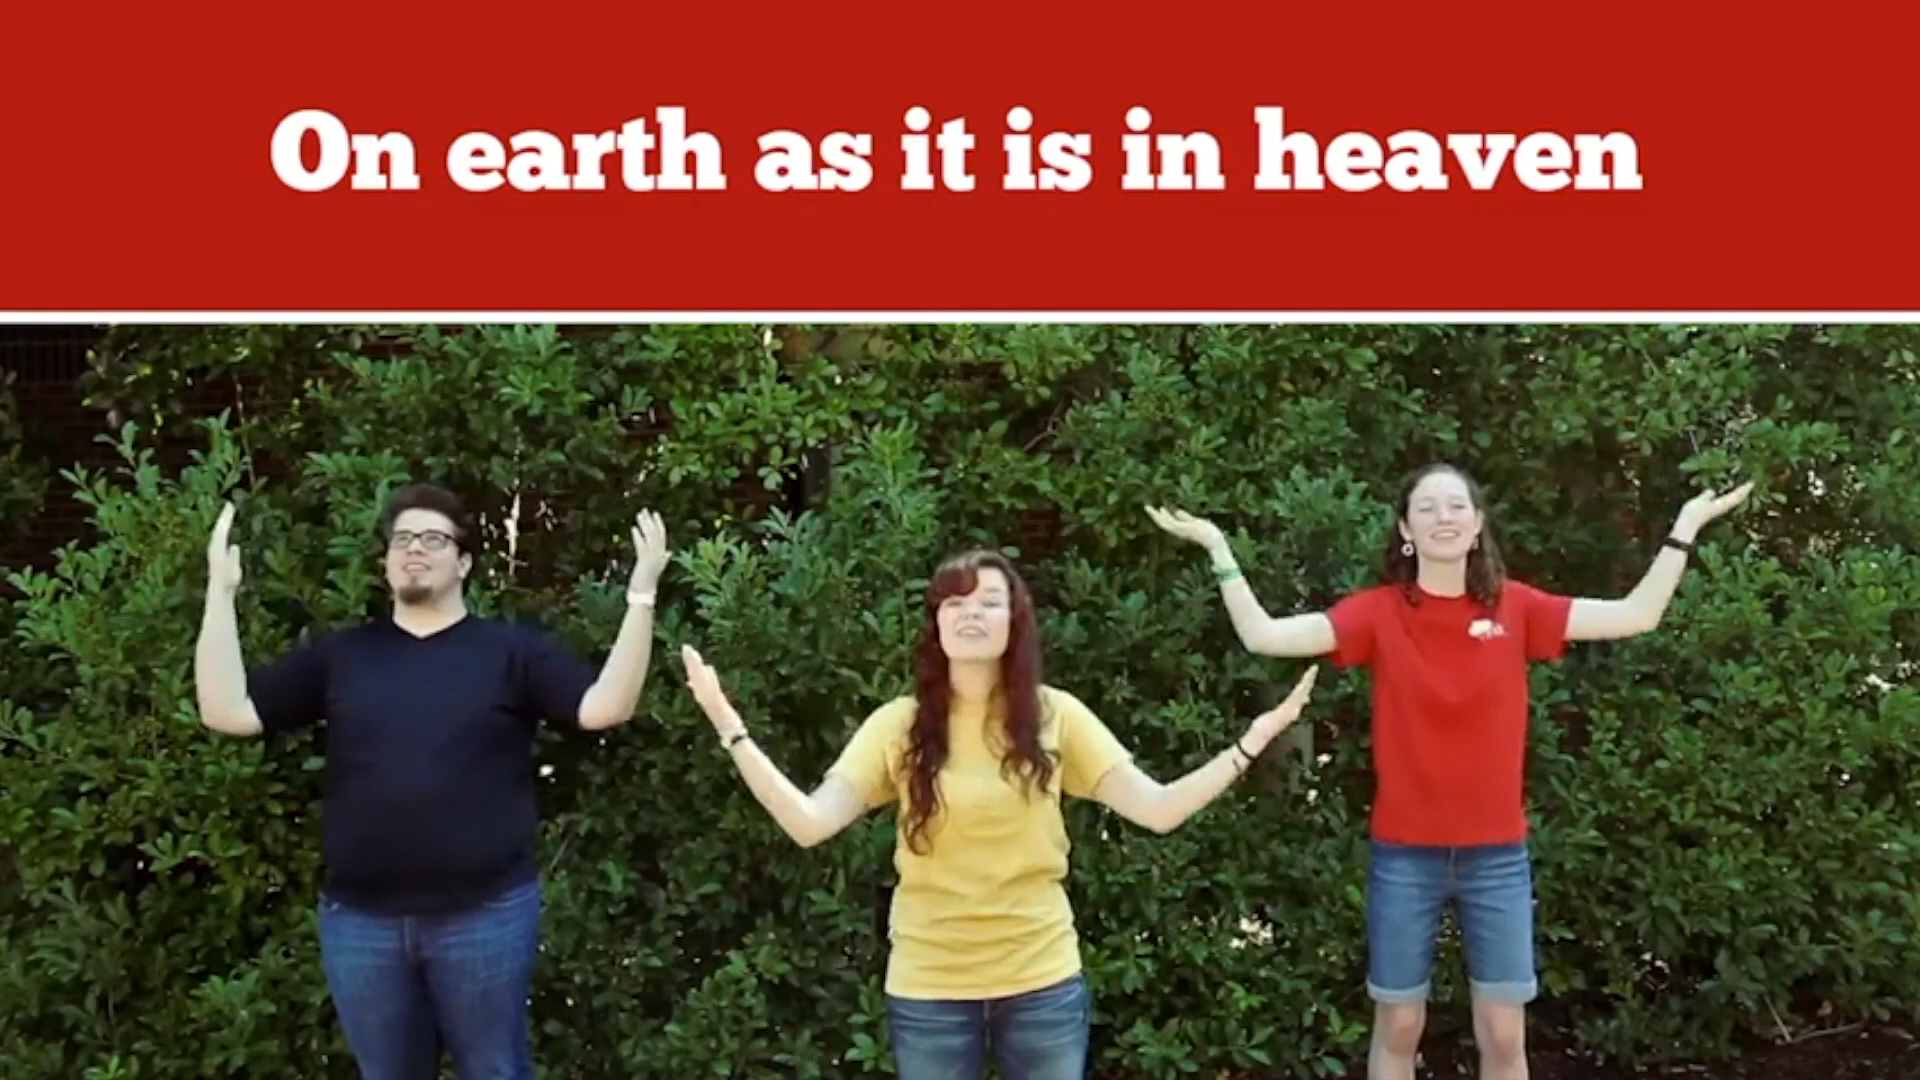 On earth as it is in heaven